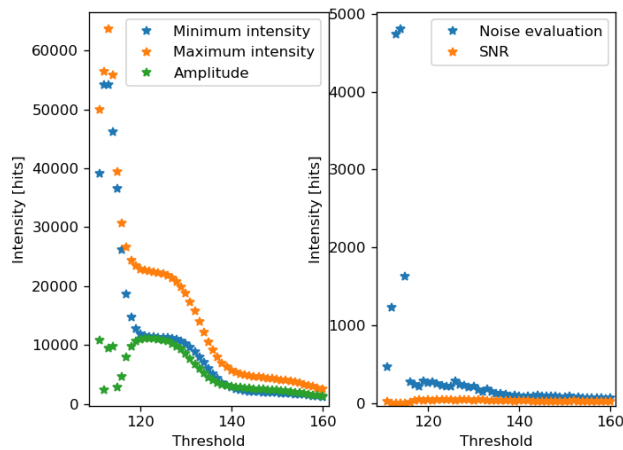 Minimum intensity
Maximum intensity
Amplitude
Intensity [hits]
60000
50000
40000
30000
20000
10000
0
120
140
160
Threshold
Noise evaluation
SNR
Intensity [hits]
5000
4000
3000
2000
1000
0
120
140
160
Threshold